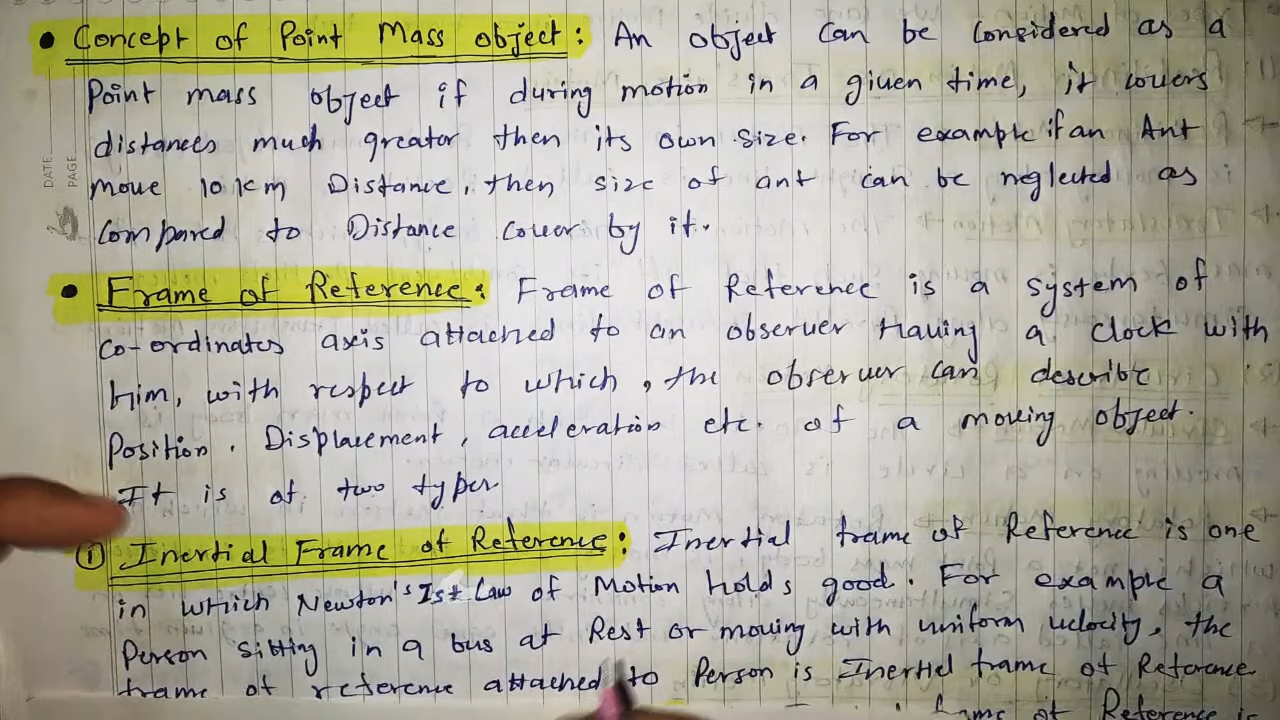 • Concept of Point Mass object: An object can be Considered as a
Point mass object if during motion in a given time, it covers
distances much greator then its own size. For example if an Ant
move 10 km Distance, then size of ant can be neglected as
Compared to Distance cover by it.
• Frame of Reference: Frame of Reference is a system of
co-ordinates axis attached to an observer Having a Clock with
him, with respect to which, the observer can describe
Position, Displacement, acceleration etc. of a moving object.
It is of two types
① Inertial Frame of Reference: Inertial frame of Reference is one
in which Newton's Ist Law of Motion holds good. For example a
Person Sitting in a bus at Rest or moving with uniform velocity, the
frame of reference attached to Person is Inertial frame of Reference
frame of Reference is
DATE
PAGE